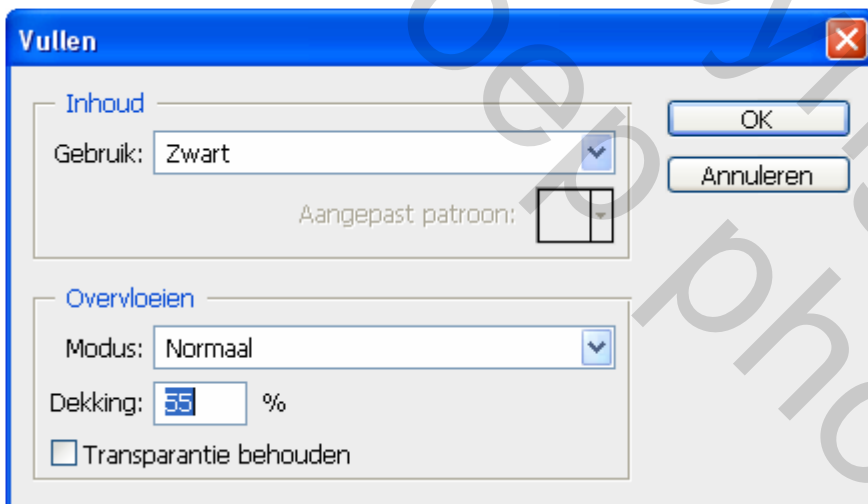 Vullen
Inhoud
OK
Gebruik: Zwart
Annuleren
Aangepast patroon:
Overvloeien
Modus: Normaal
Dekking: 55 %
Transparantie behouden